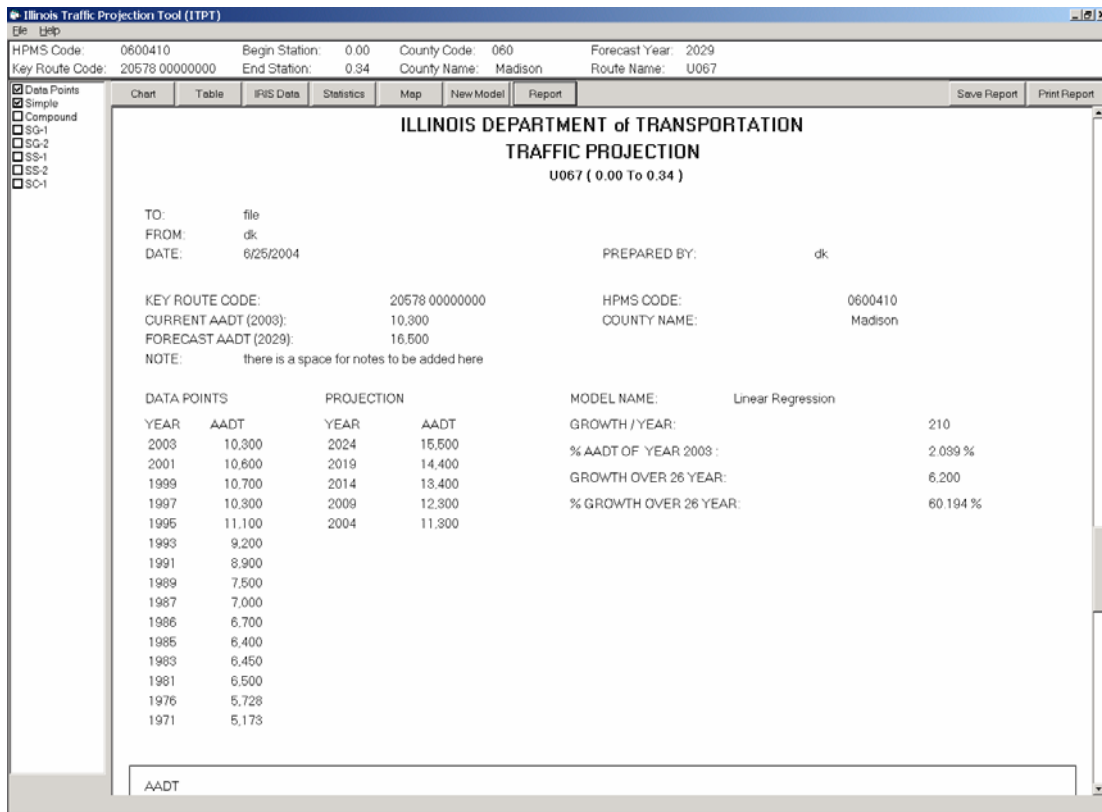 Illinois Traffic Projection Tool (ITPT)
File Help
HPMS Code: 0600410 Begin Station: 0.00 County Code: 060 Forecast Year: 2029
Key Route Code: 20578 00000000 End Station: 0.34 County Name: Madison Route Name: U067
Data Points
Simple
Compound
SG-1
SG-2
SS-1
SS-2
SC-1
Chart Table IRIS Data Statistics Map New Model Report Save Report Print Report
ILLINOIS DEPARTMENT of TRANSPORTATION
TRAFFIC PROJECTION
U067 ( 0.00 To 0.34 )
TO: file
FROM: dk
DATE: 6/25/2004 PREPARED BY: dk
KEY ROUTE CODE: 20578 00000000 HPMS CODE: 0600410
CURRENT AADT (2003): 10,300 COUNTY NAME: Madison
FORECAST AADT (2029): 16,500
NOTE: there is a space for notes to be added here
DATA POINTS PROJECTION MODEL NAME: Linear Regression
YEAR AADT YEAR AADT GROWTH / YEAR: 210
2003 10,300 2024 15,500 % AADT OF YEAR 2003 : 2.039 %
2001 10,600 2019 14,400
1999 10,700 2014 13,400 GROWTH OVER 26 YEAR: 6,200
1997 10,300 2009 12,300 % GROWTH OVER 26 YEAR: 60.194 %
1995 11,100 2004 11,300
1993 9,200
1991 8,900
1989 7,500
1987 7,000
1986 6,700
1985 6,400
1983 6,450
1981 6,500
1976 5,728
1971 5,173
AADT